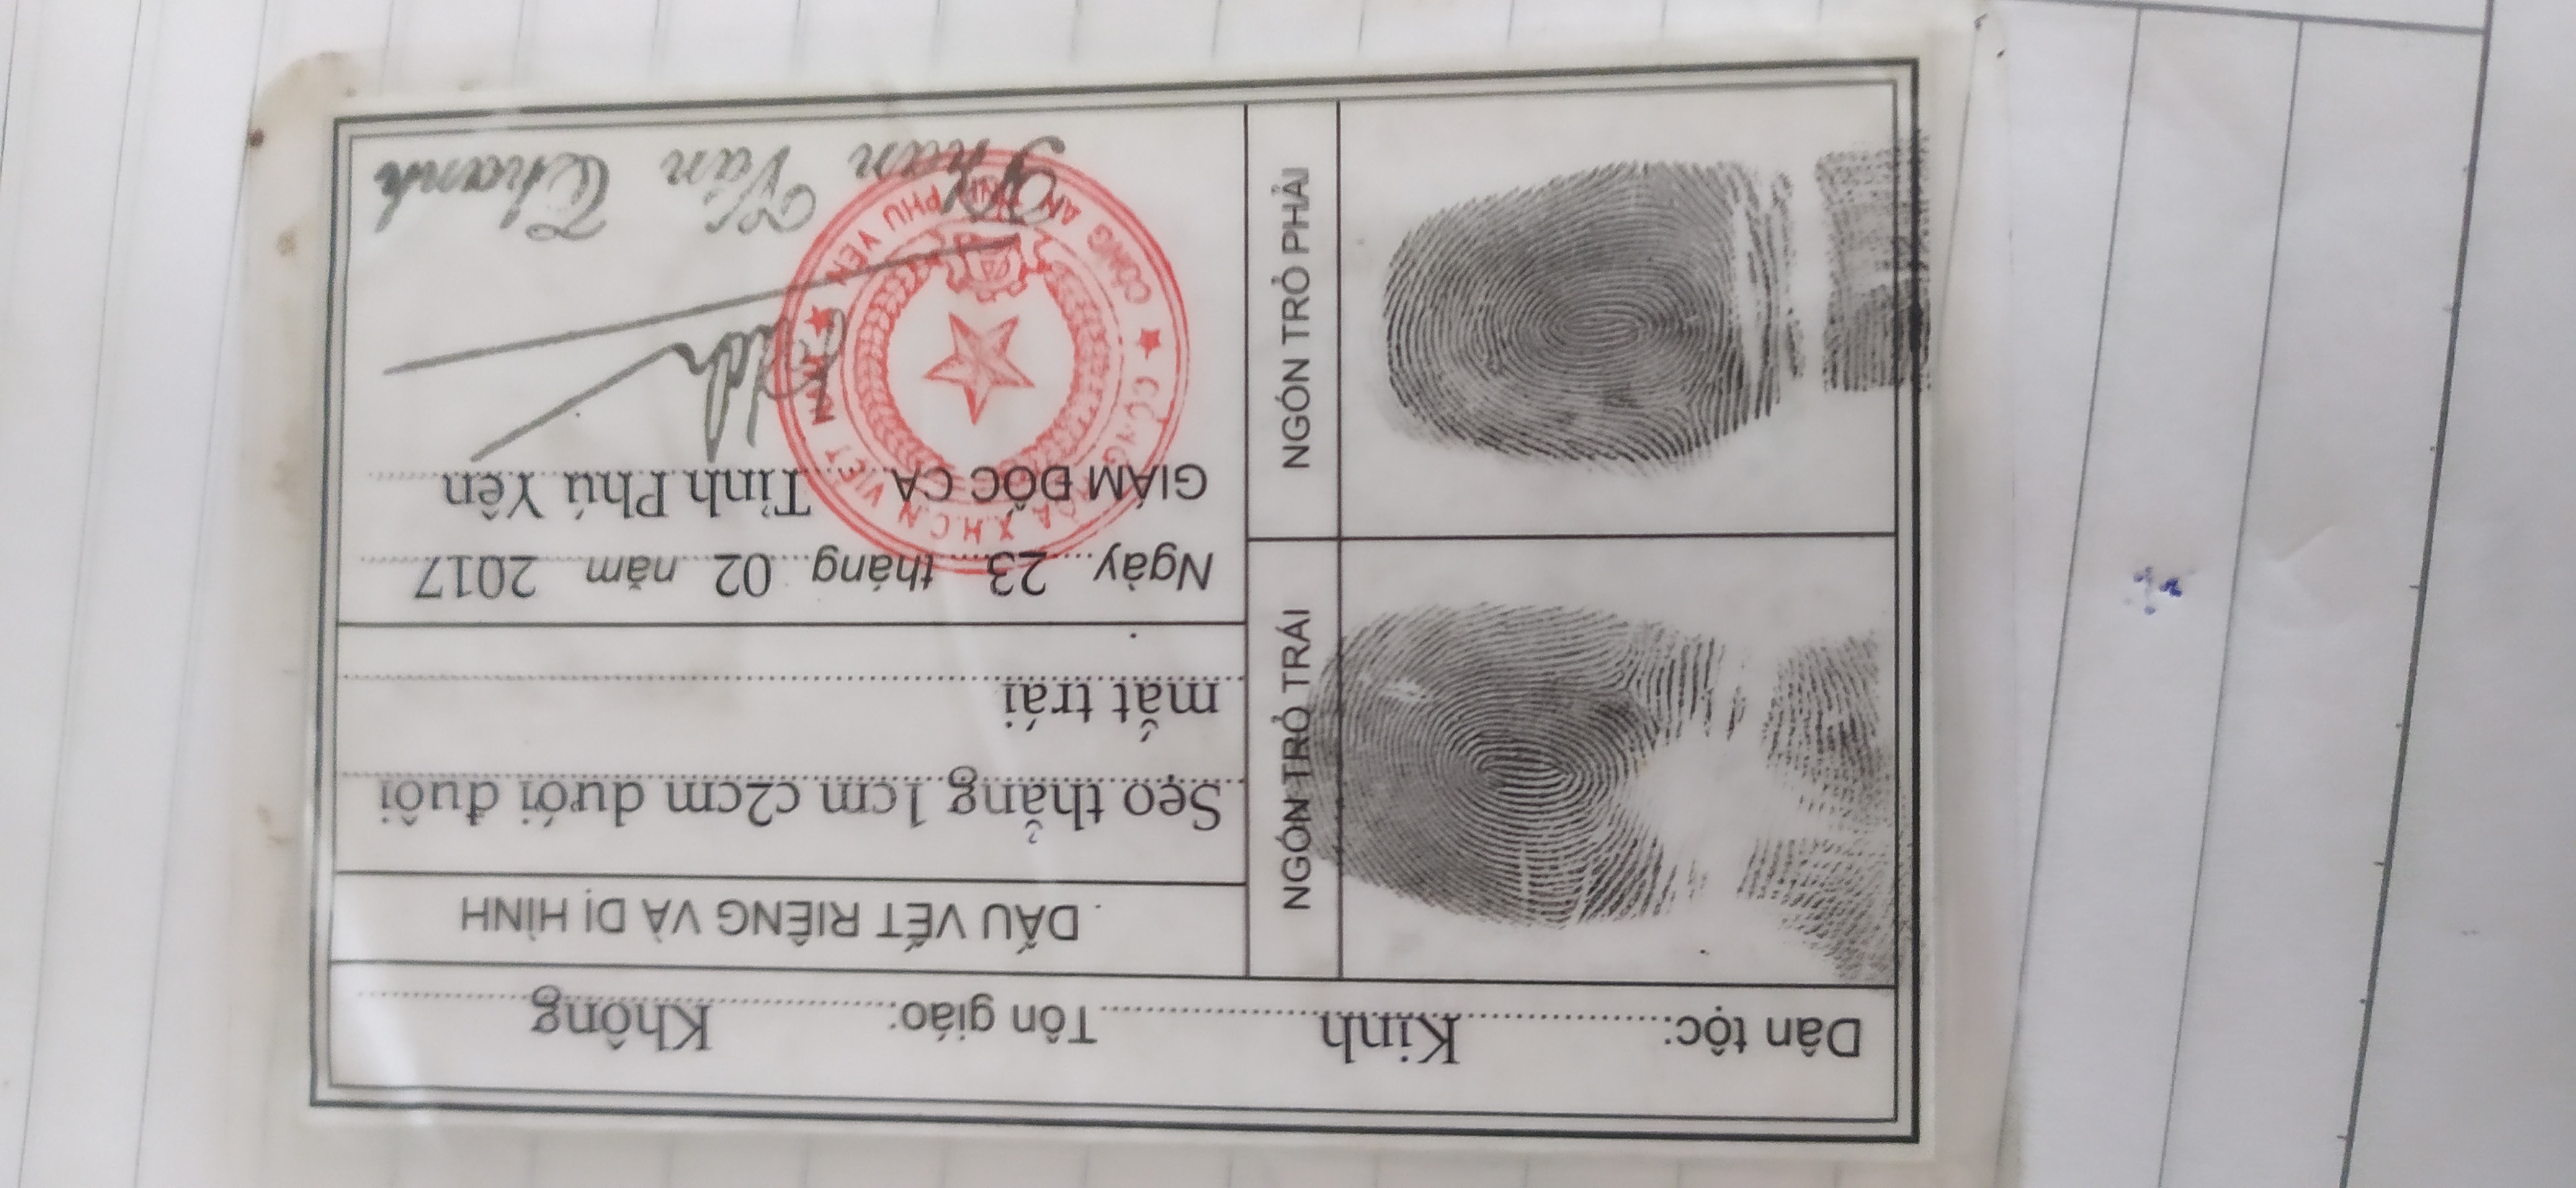 Dân tộc: Kinh Tôn giáo: Không
DẤU VẾT RIÊNG VÀ DỊ HÌNH
Sẹo thẳng 1cm c2cm dưới đuôi
mắt trái
Ngày 23 tháng 02 năm 2017
GIÁM ĐỐC CA Tỉnh Phú Yên
CỘNG HÒA X.H.C.N VIỆT NAM
CÔNG AN TỈNH PHÚ YÊN
Phan Văn Thanh
NGÓN TRỎ TRÁI
NGÓN TRỎ PHẢI